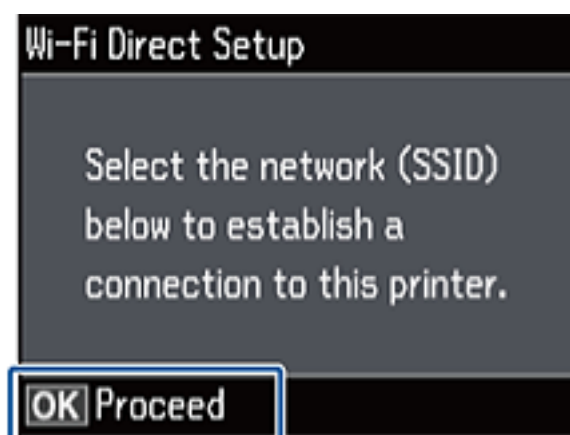 Wi-Fi Direct Setup
Select the network (SSID)
below to establish a
connection to this printer.
OK Proceed